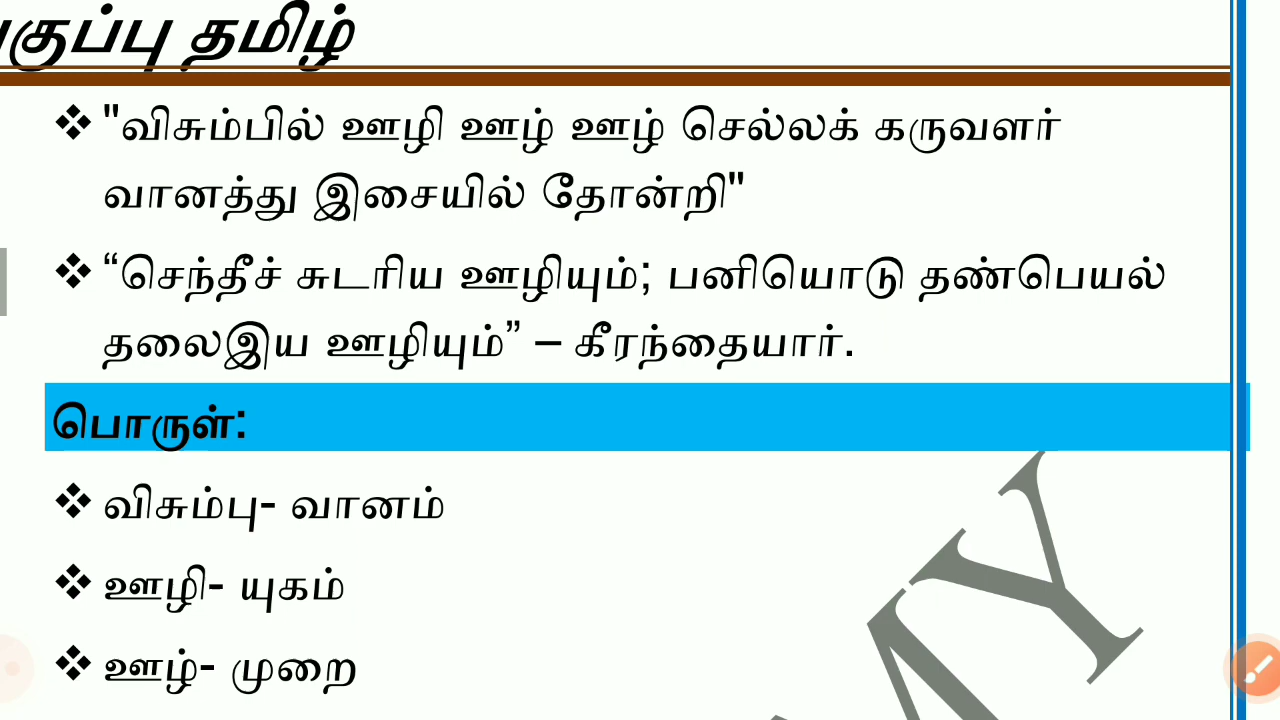 தமிழ்
"விசும்பில் ஊழி ஊழ் ஊழ் செல்லக் கருவளர்
வானத்து இசையில் தோன்றி"
“செந்தீச் சுடரிய ஊழியும்; பனியொடு தண்பெயல்
தலைஇய ஊழியும்” – கீரந்தையார்.
பொருள்:
விசும்பு- வானம்
ஊழி- யுகம்
ஊழ்- முறை
MY